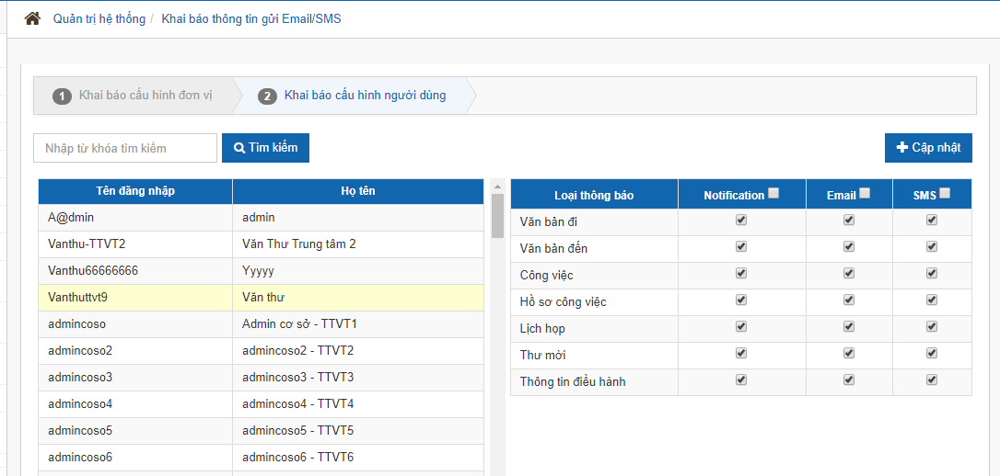 Quản trị hệ thống / Khai báo thông tin gửi Email/SMS
1 Khai báo cấu hình đơn vị 2 Khai báo cấu hình người dùng
Nhập từ khóa tìm kiếm Tìm kiếm Cập nhật
Tên đăng nhập Họ tên
A@dmin admin
Vanthu-TTVT2 Văn Thư Trung tâm 2
Vanthu66666666 Yyyyy
Vanthuttvt9 Văn thư
admincoso Admin cơ sở - TTVT1
admincoso2 admincoso2 - TTVT2
admincoso3 admincoso3 - TTVT3
admincoso4 admincoso4 - TTVT4
admincoso5 admincoso5 - TTVT5
admincoso6 admincoso6 - TTVT6
Loại thông báo Notification Email SMS
Văn bản đi
Văn bản đến
Công việc
Hồ sơ công việc
Lịch họp
Thư mời
Thông tin điều hành